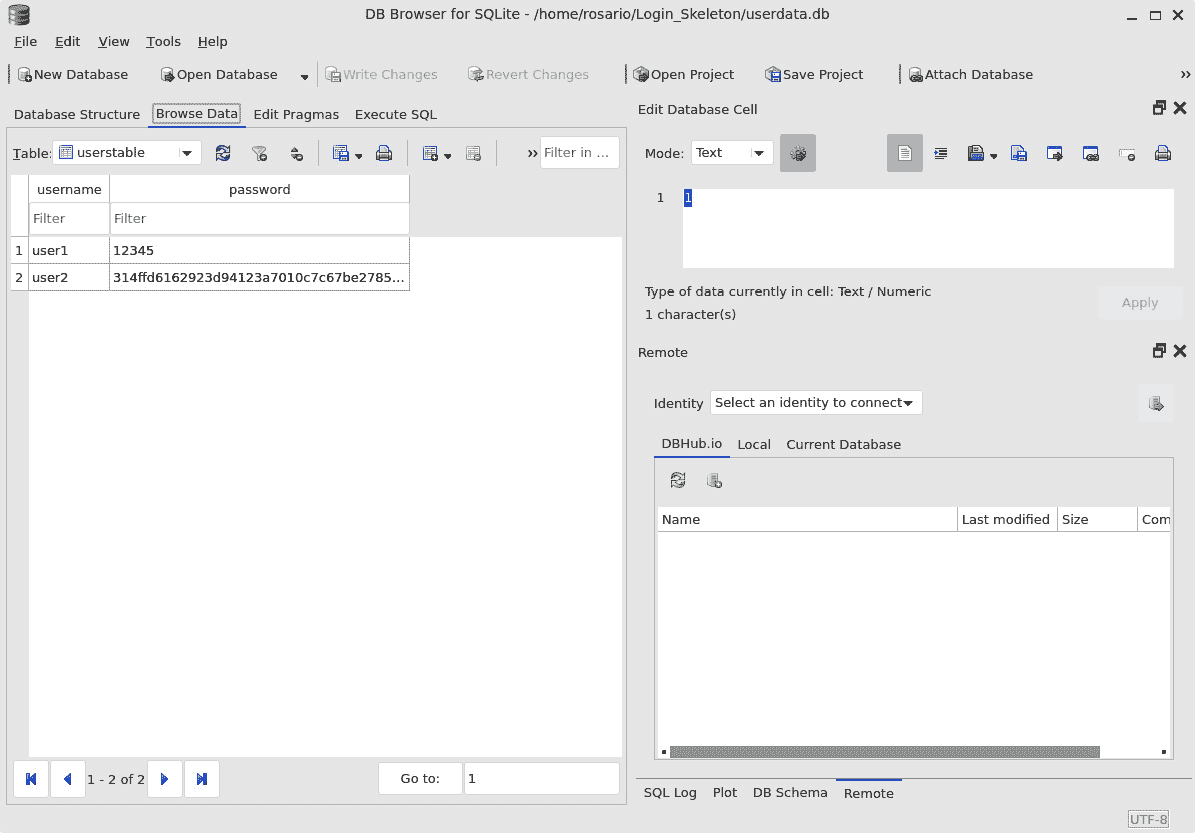 DB Browser for SQLite - /home/rosario/Login_Skeleton/userdata.db
File Edit View Tools Help
New Database Open Database Write Changes Revert Changes Open Project Save Project Attach Database »
Database Structure Browse Data Edit Pragmas Execute SQL
Table: userstable » Filter in ...
username password
Filter Filter
1 user1 12345
2 user2 314ffd6162923d94123a7010c7c67be2785...
1 - 2 of 2 Go to: 1
Edit Database Cell
Mode: Text
1 1
Type of data currently in cell: Text / Numeric
1 character(s)
Apply
Remote
Identity Select an identity to connect
DBHub.io Local Current Database
Name Last modified Size Com
SQL Log Plot DB Schema Remote
UTF-8